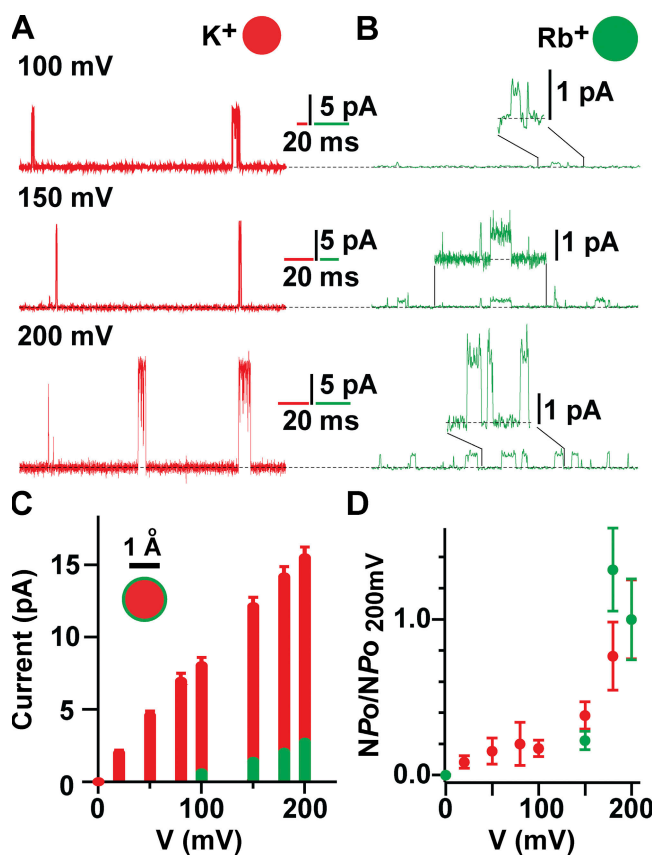 A K⁺ B Rb⁺
100 mV
5 pA
20 ms
1 pA
150 mV
5 pA
20 ms
1 pA
200 mV
5 pA
20 ms
1 pA
C
1 Å
Current (pA)
15
10
5
0
0 100 200
V (mV)
D
NPo/NPo 200mV
1.0
0.0
0 100 200
V (mV)